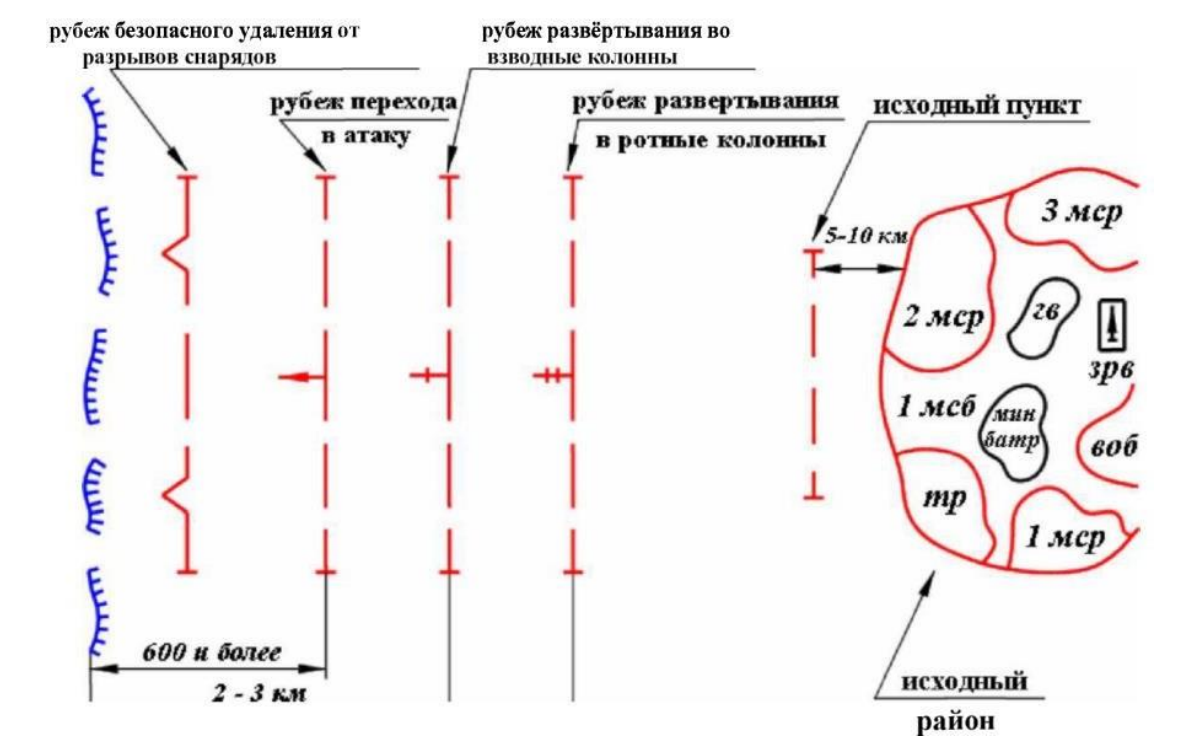 рубеж безопасного удаления от
разрывов снарядов
рубеж развёртывания во
взводные колонны
рубеж перехода
в атаку
рубеж развертывания
в ротные колонны
исходный пункт
5-10 км
3 мср
2 мср
гв
зрв
1 мсб
мин
батр
воб
тр
1 мср
600 и более
2 - 3 км
исходный
район